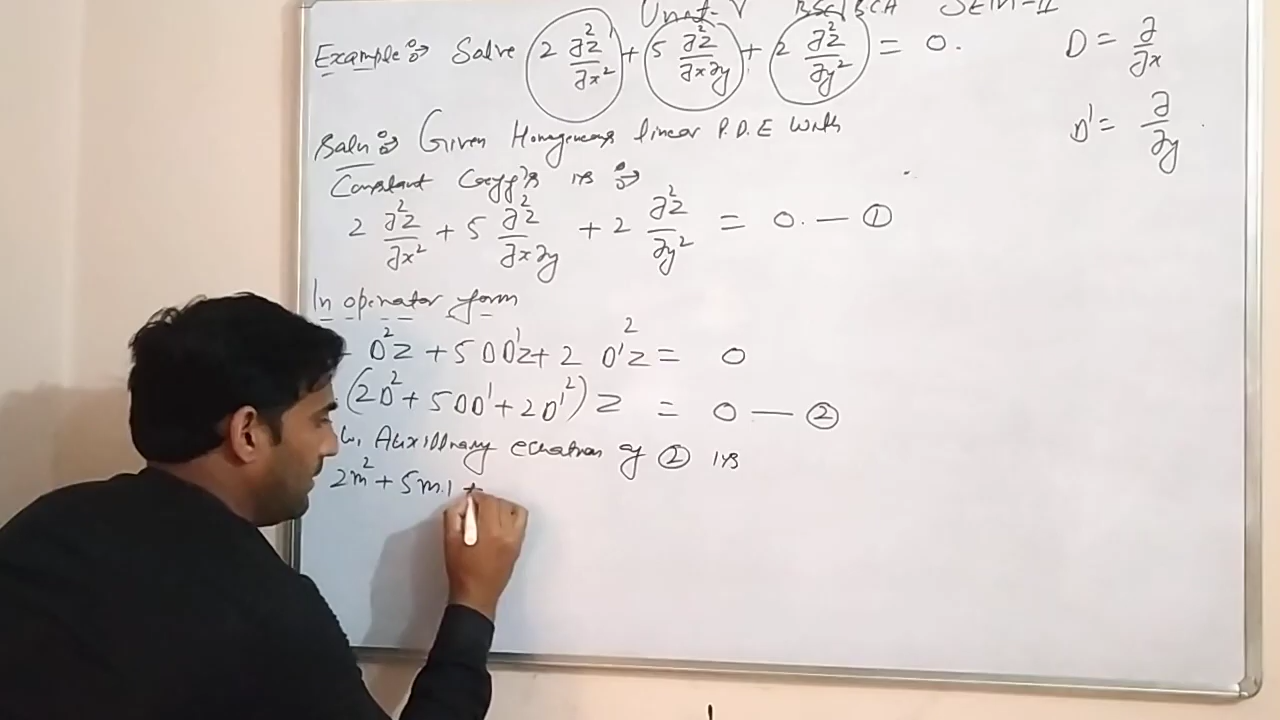 Unit-V BSc/BCA SEM-II
Example:→ Solve 2 ∂²z/∂x² + 5 ∂²z/∂x∂y + 2 ∂²z/∂y² = 0.
D = ∂/∂x
D' = ∂/∂y
Soln:→ Given Homogeneous linear P.D.E with
Constant Coeff's is :→
2 ∂²z/∂x² + 5 ∂²z/∂x∂y + 2 ∂²z/∂y² = 0. — ①
In operator form
D²z + 5DD'z + 2 D'²z = 0
(2D² + 5DD' + 2D'²) z = 0 — ②
Auxillary equation of ② is
2m² + 5m.1 +